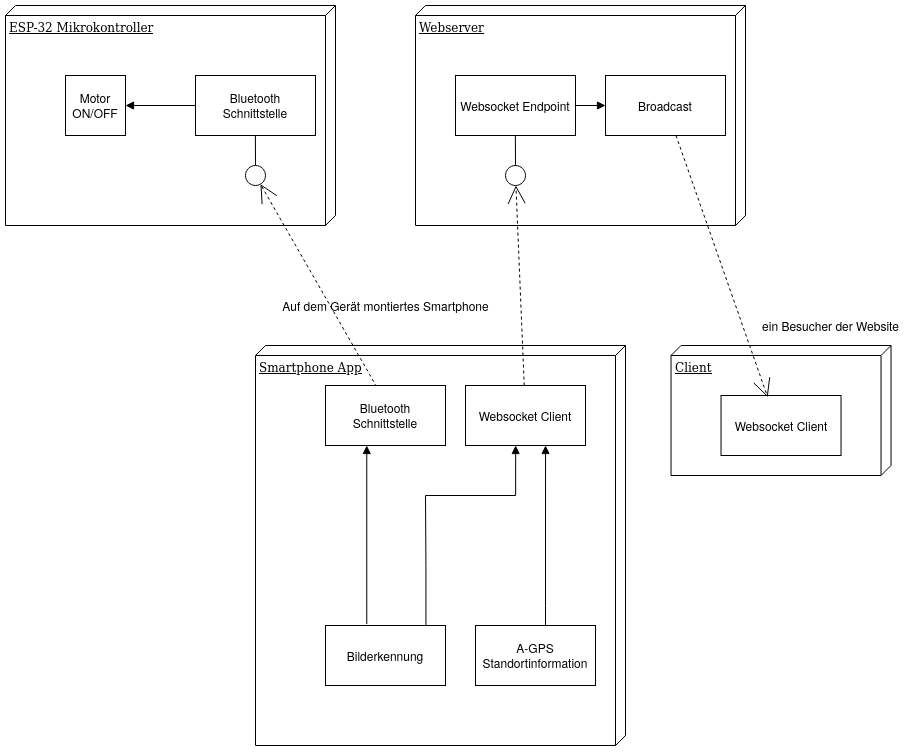 ESP-32 Mikrokontroller
Motor
ON/OFF
Bluetooth
Schnittstelle
Webserver
Websocket Endpoint
Broadcast
Auf dem Gerät montiertes Smartphone
ein Besucher der Website
Smartphone App
Bluetooth
Schnittstelle
Websocket Client
Bilderkennung
A-GPS
Standortinformation
Client
Websocket Client